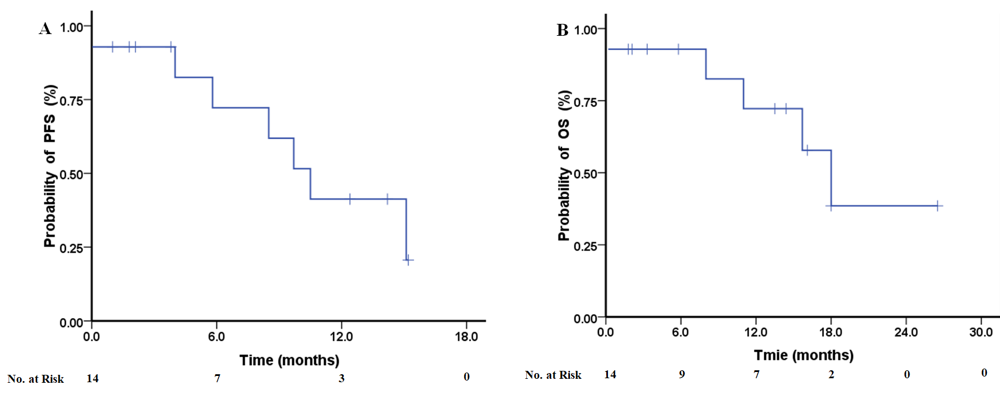 A
1.00
0.75
0.50
0.25
0.00
Probability of PFS (%)
0.0 6.0 12.0 18.0
Time (months)
No. at Risk 14 7 3 0
B
1.00
0.75
0.50
0.25
0.00
Probability of OS (%)
0.0 6.0 12.0 18.0 24.0 30.0
Tmie (months)
No. at Risk 14 9 7 2 0 0